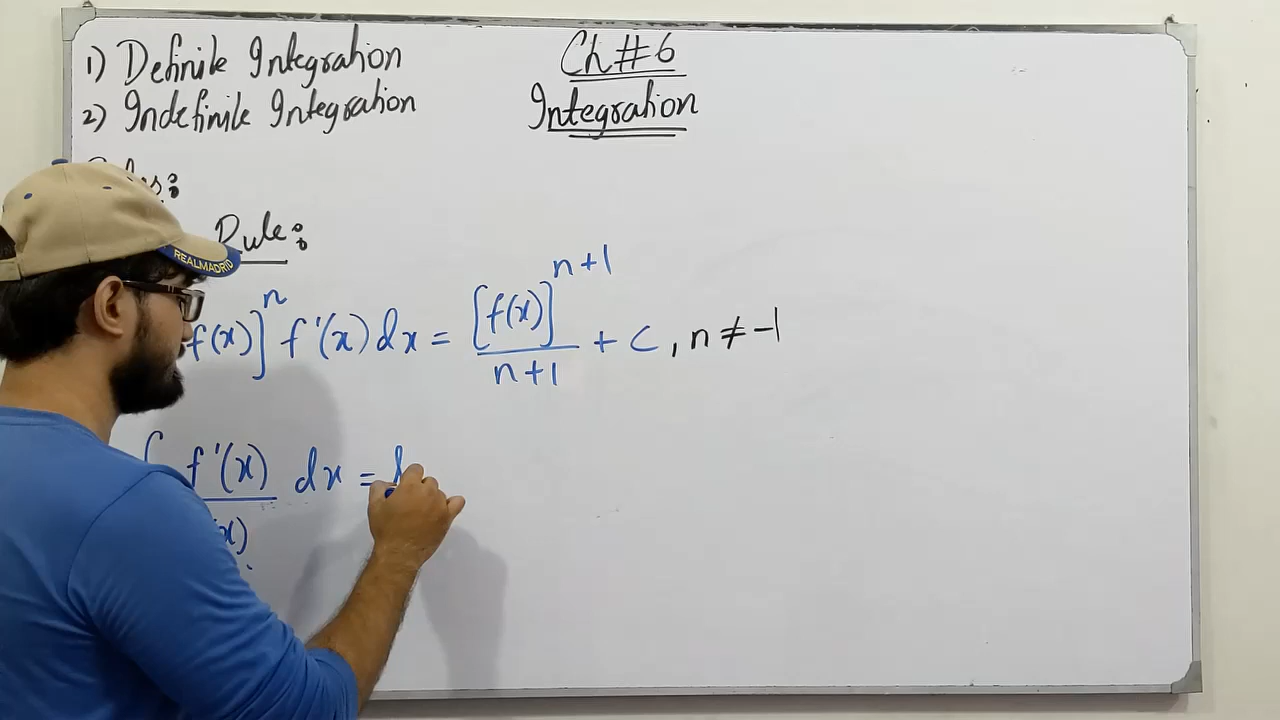 1) Definite Integration
2) Indefinite Integration
Ch # 6
Integration
Rule:
REALMADRID
f(x)]^n f'(x) dx = [f(x)]^{n+1} / n+1 + c, n ≠ -1
∫ f'(x) dx =